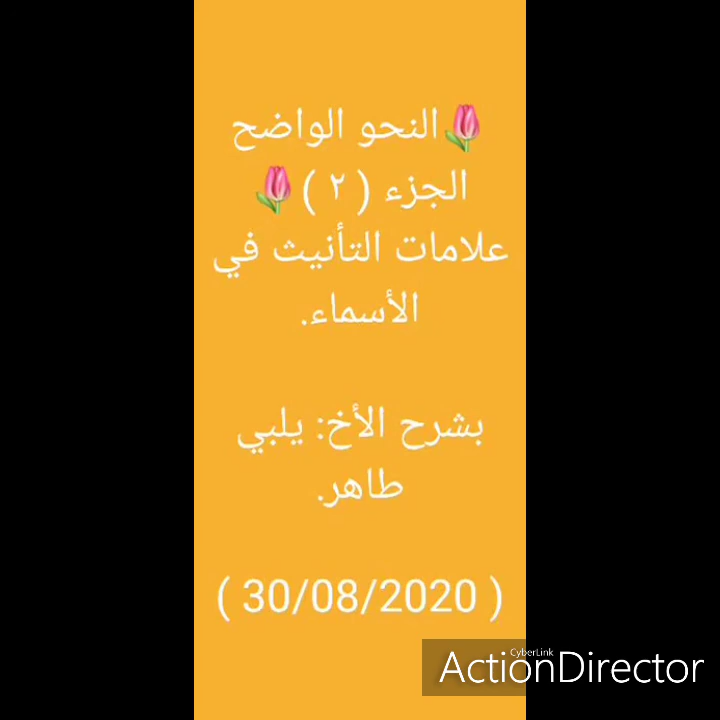 🌷النحو الواضح
الجزء ( ٢ )🌷
علامات التأنيث في
الأسماء.
بشرح الأخ: يلبي
طاهر.
( 30/08/2020 )
CyberLink
ActionDirector